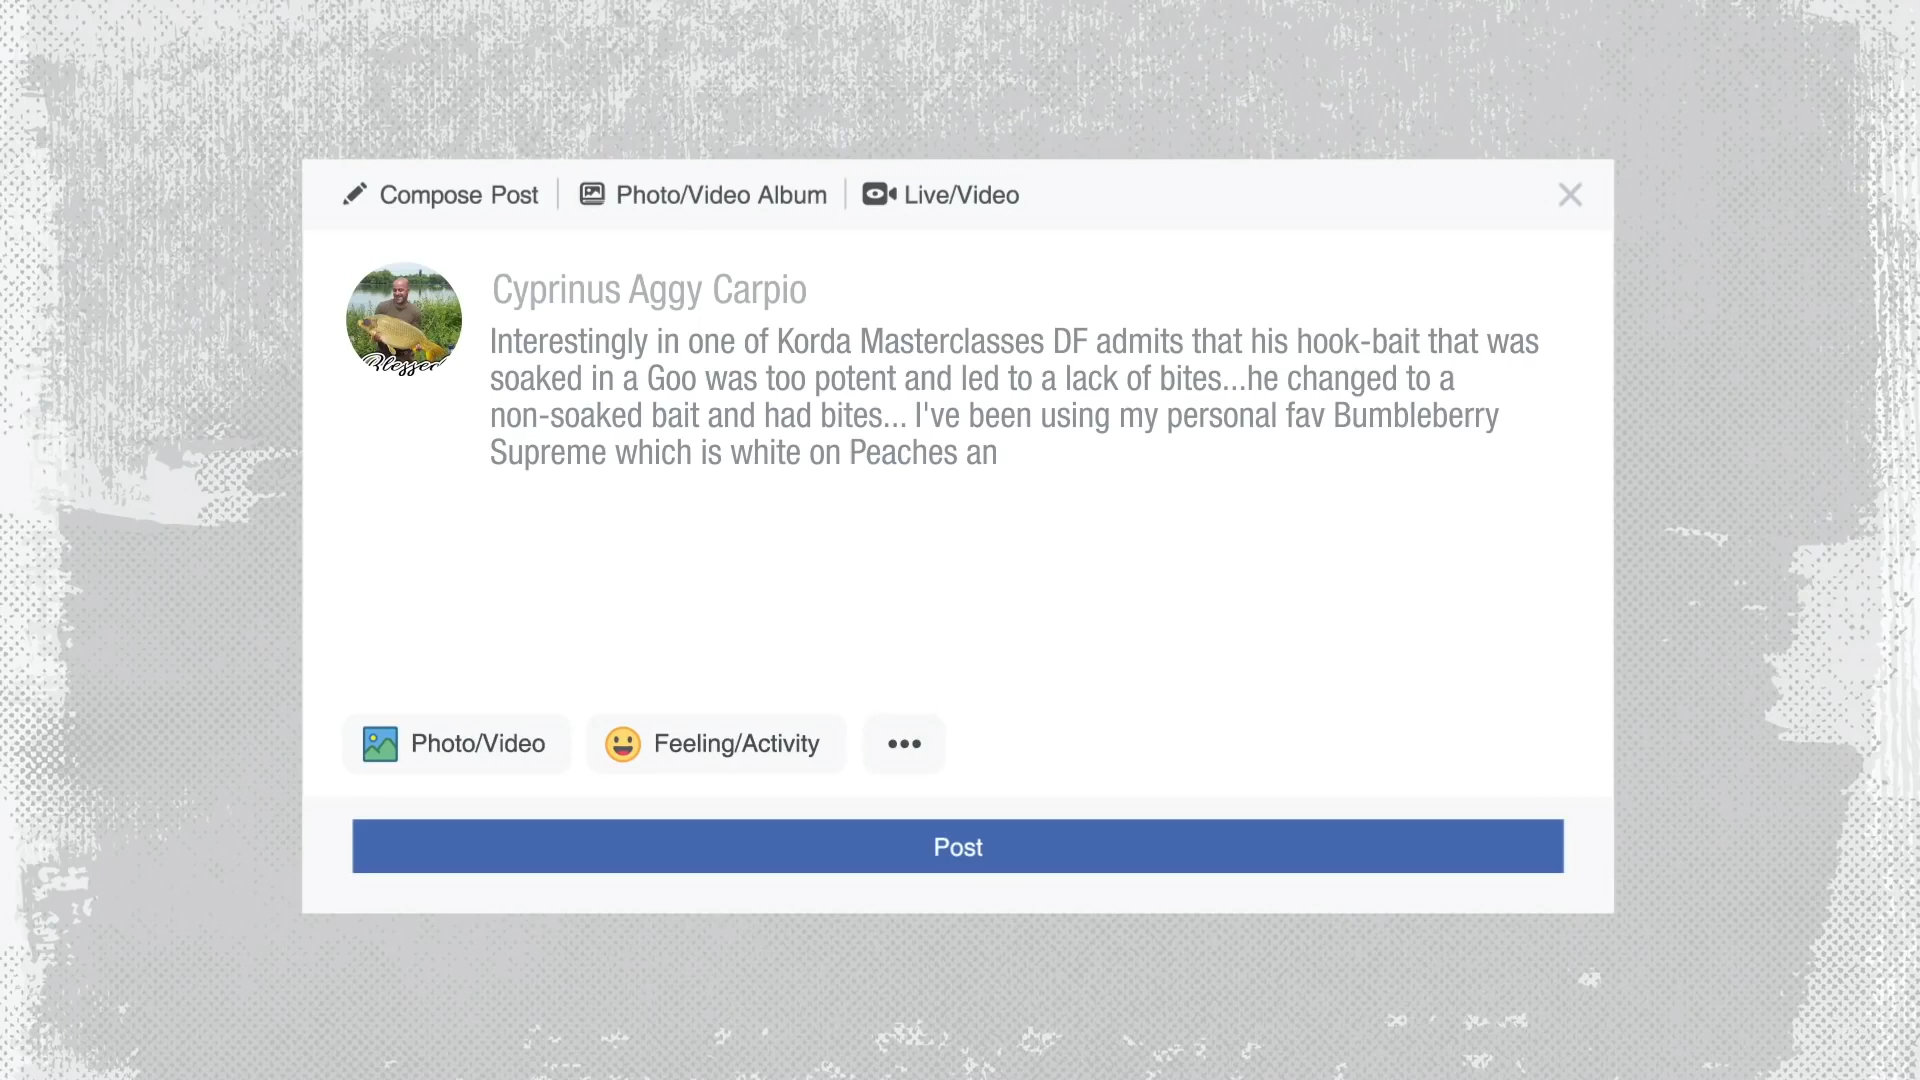 Compose Post
Photo/Video Album
Live/Video
Cyprinus Aggy Carpio
Interestingly in one of Korda Masterclasses DF admits that his hook-bait that was
soaked in a Goo was too potent and led to a lack of bites...he changed to a
non-soaked bait and had bites... I've been using my personal fav Bumbleberry
Supreme which is white on Peaches an
Blessed
Photo/Video
Feeling/Activity
Post